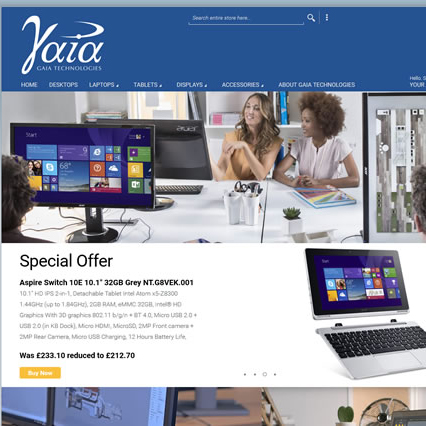 Gaia
GAIA TECHNOLOGIES
Search entire store here...
HOME DESKTOPS LAPTOPS TABLETS DISPLAYS ACCESSORIES ABOUT GAIA TECHNOLOGIES
Hello, S
YOUR
acer
Start
Special Offer
Start
Aspire Switch 10E 10.1" 32GB Grey NT.G8VEK.001
10.1" HD IPS 2-in-1, Detachable Tablet Intel Atom x5-Z8300
1.44GHz (up to 1.84GHz), 2GB RAM, eMMC 32GB, Intel® HD
Graphics With 3D graphics 802.11 b/g/n + BT 4.0, Micro USB 2.0 +
USB 2.0 (in KB Dock), Micro HDMI, MicroSD, 2MP Front camera +
2MP Rear Camera, Micro USB Charging, 12 Hours Battery Life,
Was £233.10 reduced to £212.70
Buy Now